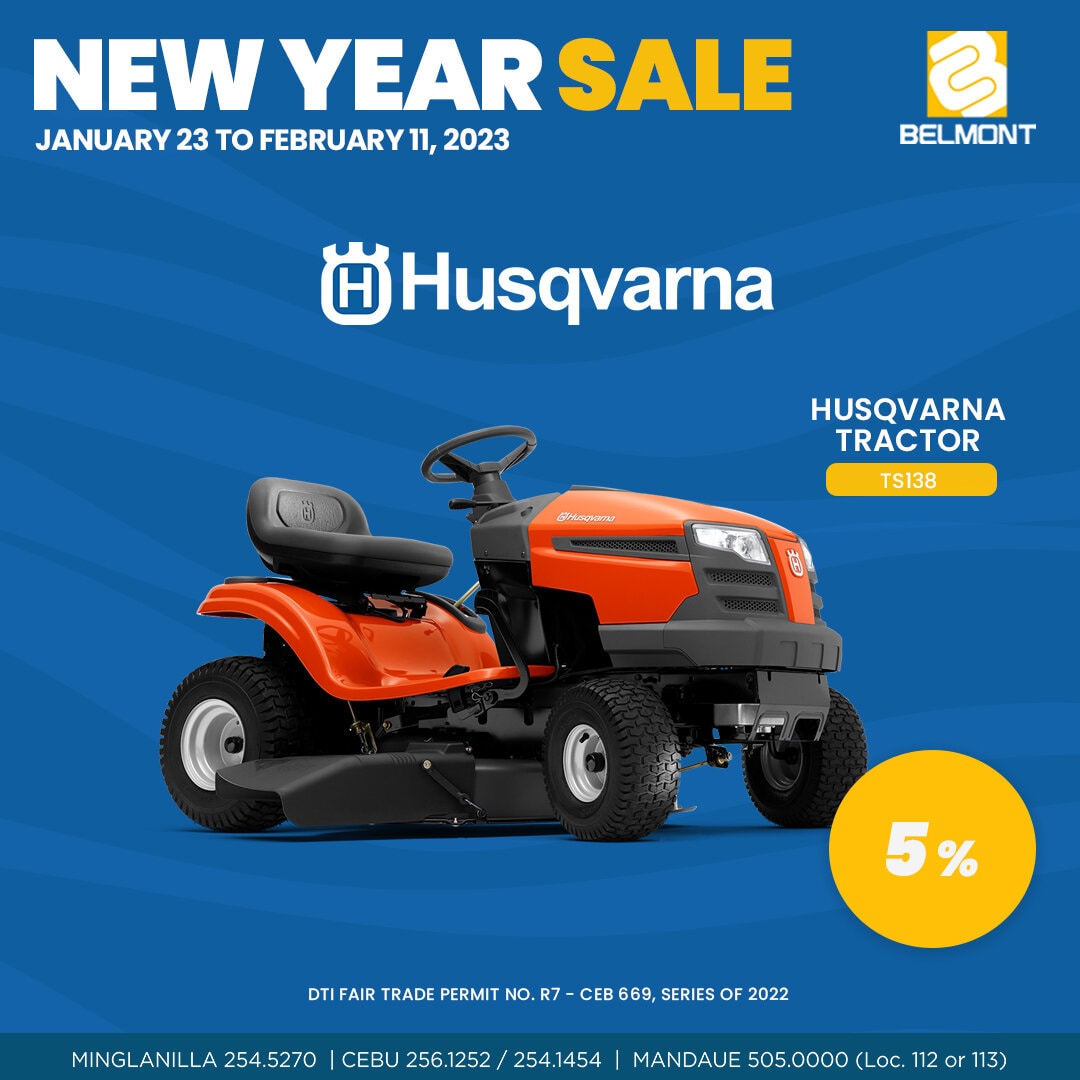 NEW YEAR SALE
JANUARY 23 TO FEBRUARY 11, 2023
BELMONT
Husqvarna
HUSQVARNA
TRACTOR
TS138
Husqvarna
5 %
DTI FAIR TRADE PERMIT NO. R7 - CEB 669, SERIES OF 2022
MINGLANILLA 254.5270 | CEBU 256.1252 / 254.1454 | MANDAUE 505.0000 (Loc. 112 or 113)